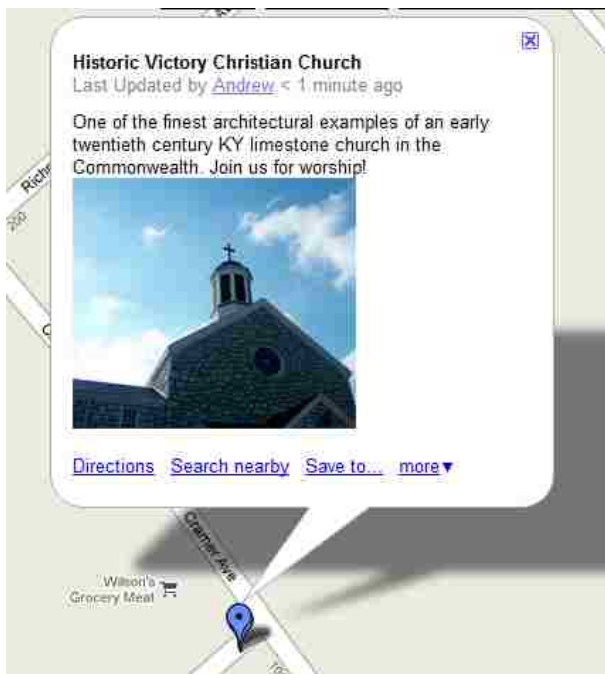 Historic Victory Christian Church
Last Updated by Andrew < 1 minute ago
One of the finest architectural examples of an early
twentieth century KY limestone church in the
Commonwealth. Join us for worship!
Directions Search nearby Save to... more▼
200
Cramer Ave
Wilson's
Grocery Meat